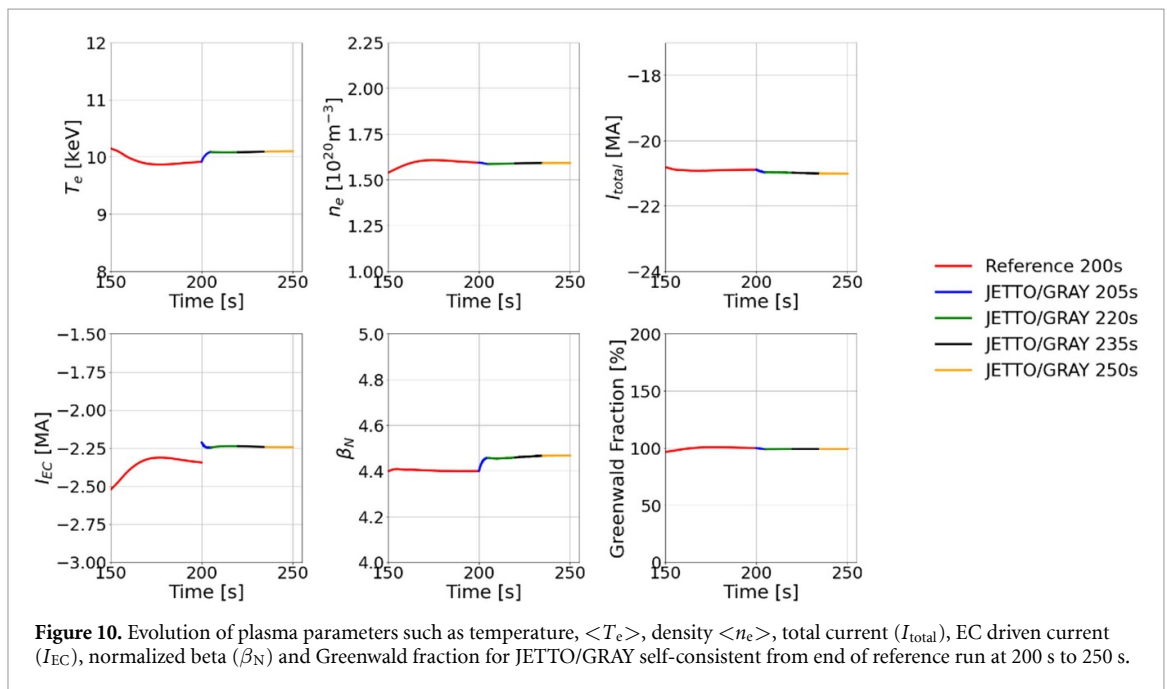 12
11
10
9
8
T_e [keV]
150 200 250
Time [s]
2.25
2.00
1.75
1.50
1.25
1.00
n_e [10^20 m^−3]
150 200 250
Time [s]
−18
−20
−22
−24
I_total [MA]
150 200 250
Time [s]
−1.50
−1.75
−2.00
−2.25
−2.50
−2.75
−3.00
I_EC [MA]
150 200 250
Time [s]
5.0
4.8
4.6
4.4
4.2
4.0
β_N
150 200 250
Time [s]
200
150
100
50
0
Greenwald Fraction [%]
150 200 250
Time [s]
Reference 200s
JETTO/GRAY 205s
JETTO/GRAY 220s
JETTO/GRAY 235s
JETTO/GRAY 250s
Figure 10. Evolution of plasma parameters such as temperature, <T_e>, density <n_e>, total current (I_total), EC driven current
(I_EC), normalized beta (β_N) and Greenwald fraction for JETTO/GRAY self-consistent from end of reference run at 200 s to 250 s.